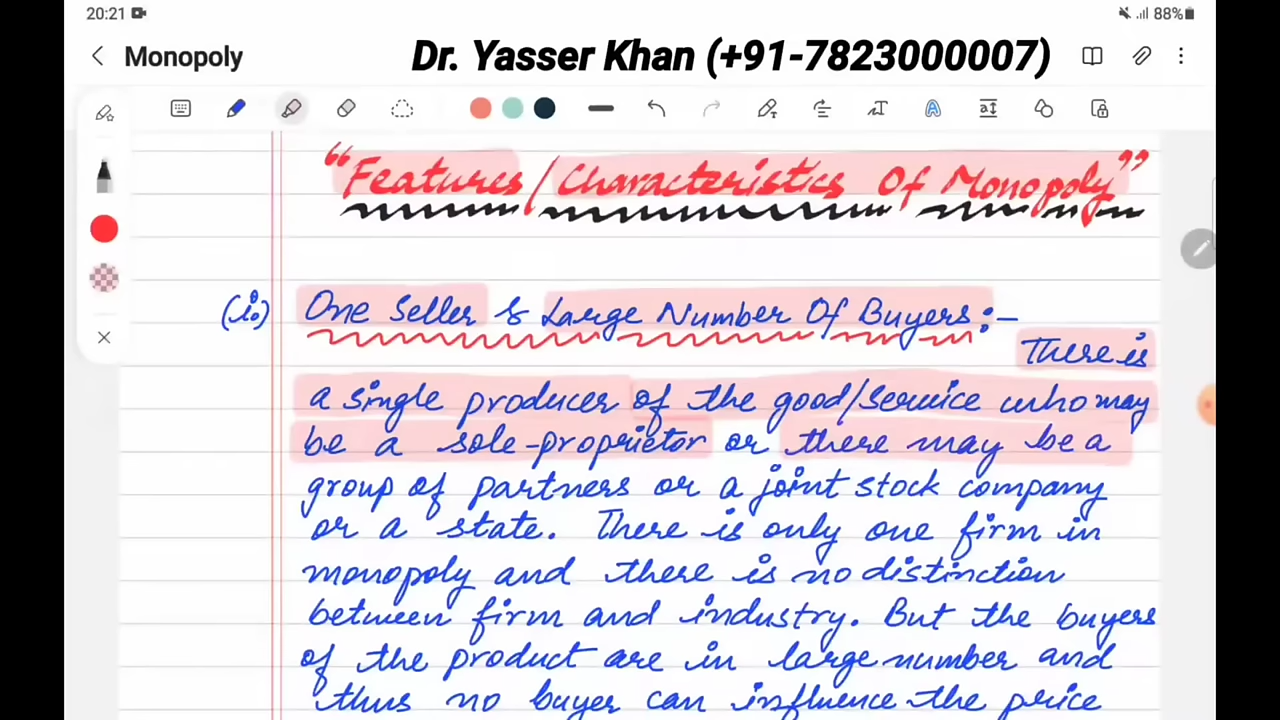 20:21
88%
Monopoly
Dr. Yasser Khan (+91-7823000007)
"Features/Characteristics Of Monopoly"
(i) One Seller & Large Number Of Buyers:-
There is
a single producer of the good/service who may
be a sole-proprietor or there may be a
group of partners or a joint stock company
or a state. There is only one firm in
monopoly and there is no distinction
between firm and industry. But the buyers
of the product are in large number and
thus no buyer can influence the price